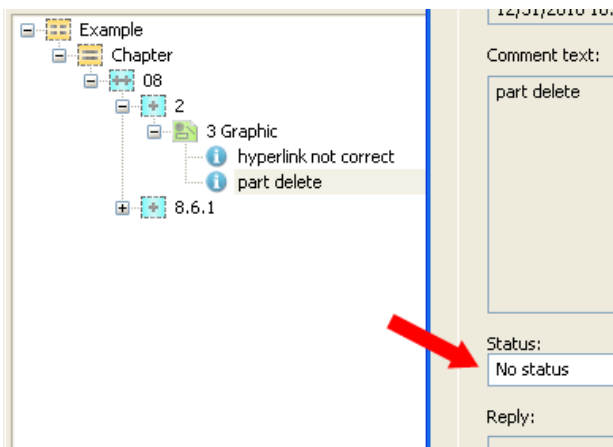 Example
Chapter
08
2
3 Graphic
hyperlink not correct
part delete
8.6.1
Comment text:
part delete
Status:
No status
Reply: